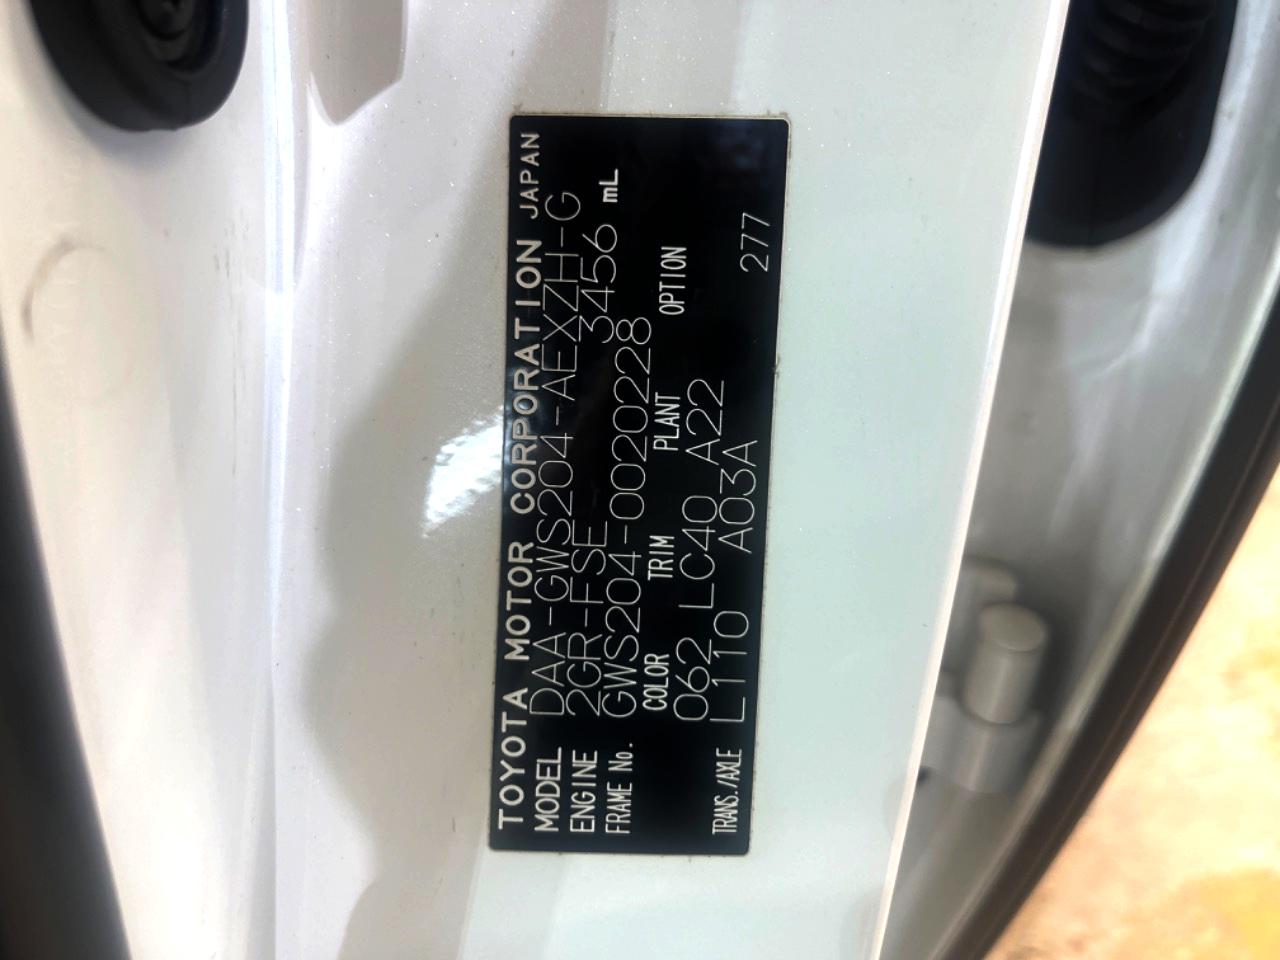 TOYOTA MOTOR CORPORATION JAPAN
MODEL DAA-GWS204-AEXZH-G
ENGINE 2GR-FSE 3456 mL
FRAME No. GWS204-0020228
COLOR TRIM PLANT OPTION
062 LC40 A22
TRANS./AXLE L110 A03A 277